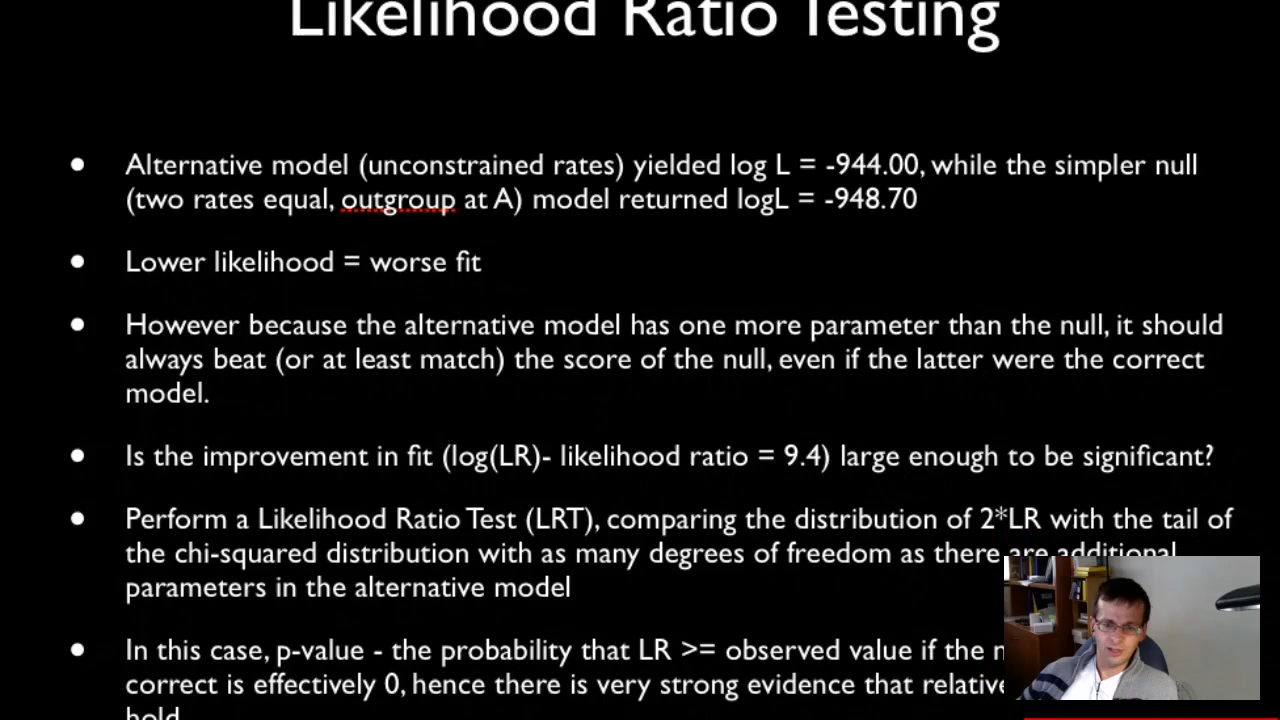 Likelihood Ratio Testing
Alternative model (unconstrained rates) yielded log L = -944.00, while the simpler null
(two rates equal, outgroup at A) model returned logL = -948.70
Lower likelihood = worse fit
However because the alternative model has one more parameter than the null, it should
always beat (or at least match) the score of the null, even if the latter were the correct
model.
Is the improvement in fit (log(LR)- likelihood ratio = 9.4) large enough to be significant?
Perform a Likelihood Ratio Test (LRT), comparing the distribution of 2*LR with the tail of
the chi-squared distribution with as many degrees of freedom as there are additional
parameters in the alternative model
In this case, p-value - the probability that LR >= observed value if the
correct is effectively 0, hence there is very strong evidence that relative
hold